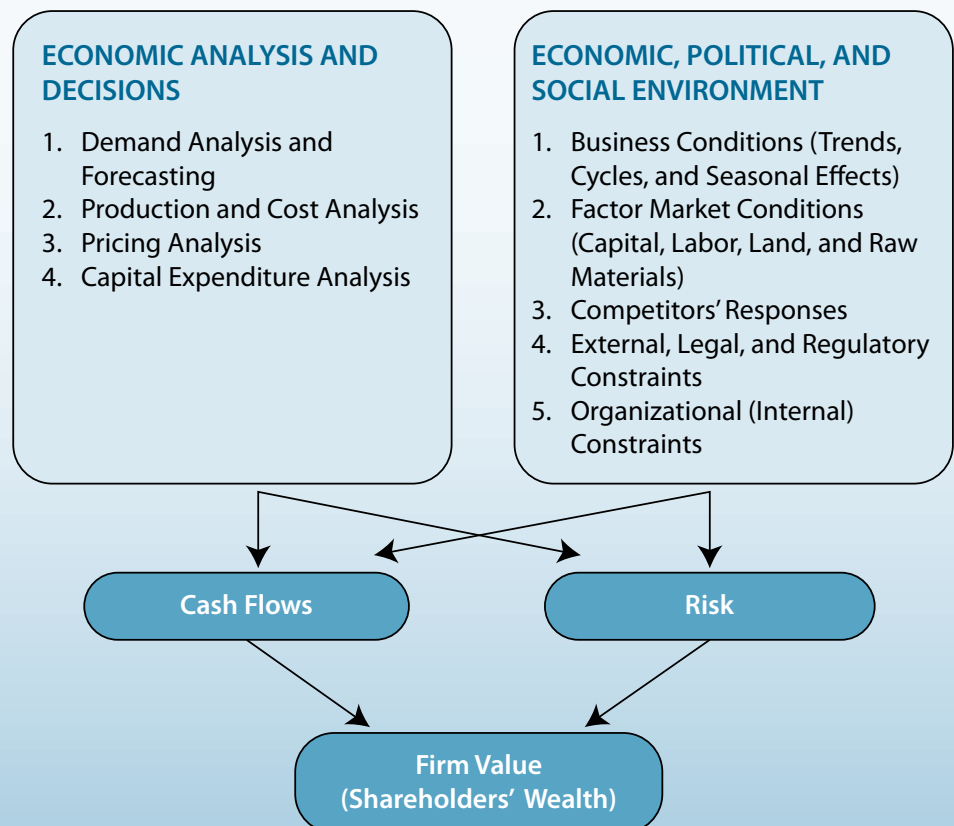 ECONOMIC ANALYSIS AND
DECISIONS
1. Demand Analysis and
Forecasting
2. Production and Cost Analysis
3. Pricing Analysis
4. Capital Expenditure Analysis
ECONOMIC, POLITICAL, AND
SOCIAL ENVIRONMENT
1. Business Conditions (Trends,
Cycles, and Seasonal Effects)
2. Factor Market Conditions
(Capital, Labor, Land, and Raw
Materials)
3. Competitors’ Responses
4. External, Legal, and Regulatory
Constraints
5. Organizational (Internal)
Constraints
Cash Flows
Risk
Firm Value
(Shareholders’ Wealth)